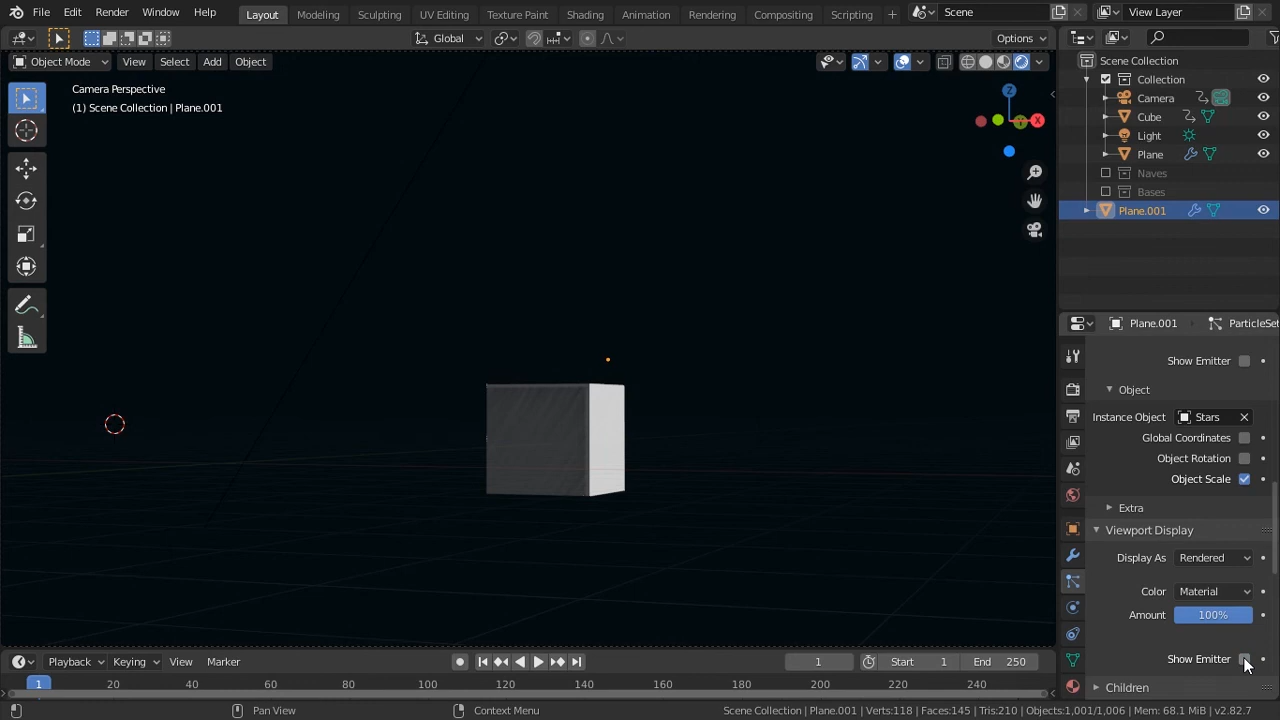 File Edit Render Window Help Layout Modeling Sculpting UV Editing Texture Paint Shading Animation Rendering Compositing Scripting + Scene View Layer
Global Options
Object Mode View Select Add Object
Camera Perspective
(1) Scene Collection | Plane.001
Z
Y
X
Scene Collection
Collection
Camera
Cube
Light
Plane
Naves
Bases
Plane.001
Plane.001 › ParticleSet
Show Emitter
Object
Instance Object Stars
Global Coordinates
Object Rotation
Object Scale
Extra
Viewport Display
Display As Rendered
Color Material
Amount 100%
Show Emitter
Children
Playback Keying View Marker 1 Start 1 End 250
1 20 40 60 80 100 120 140 160 180 200 220 240
Pan View Context Menu Scene Collection | Plane.001 | Verts:118 | Faces:145 | Tris:210 | Objects:1,001/1,006 | Mem: 68.1 MiB | v2.82.7